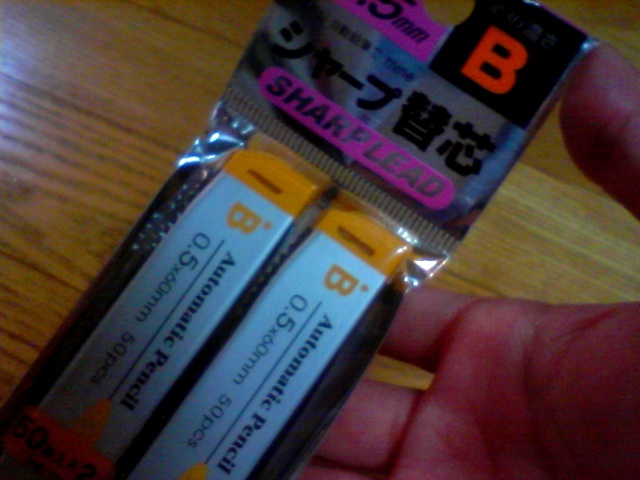 .5mm
B
シャープ替芯
SHARP LEAD
B
0.5x60mm 50pcs
Automatic Pencil
B
0.5x60mm 50pcs
Automatic Pencil